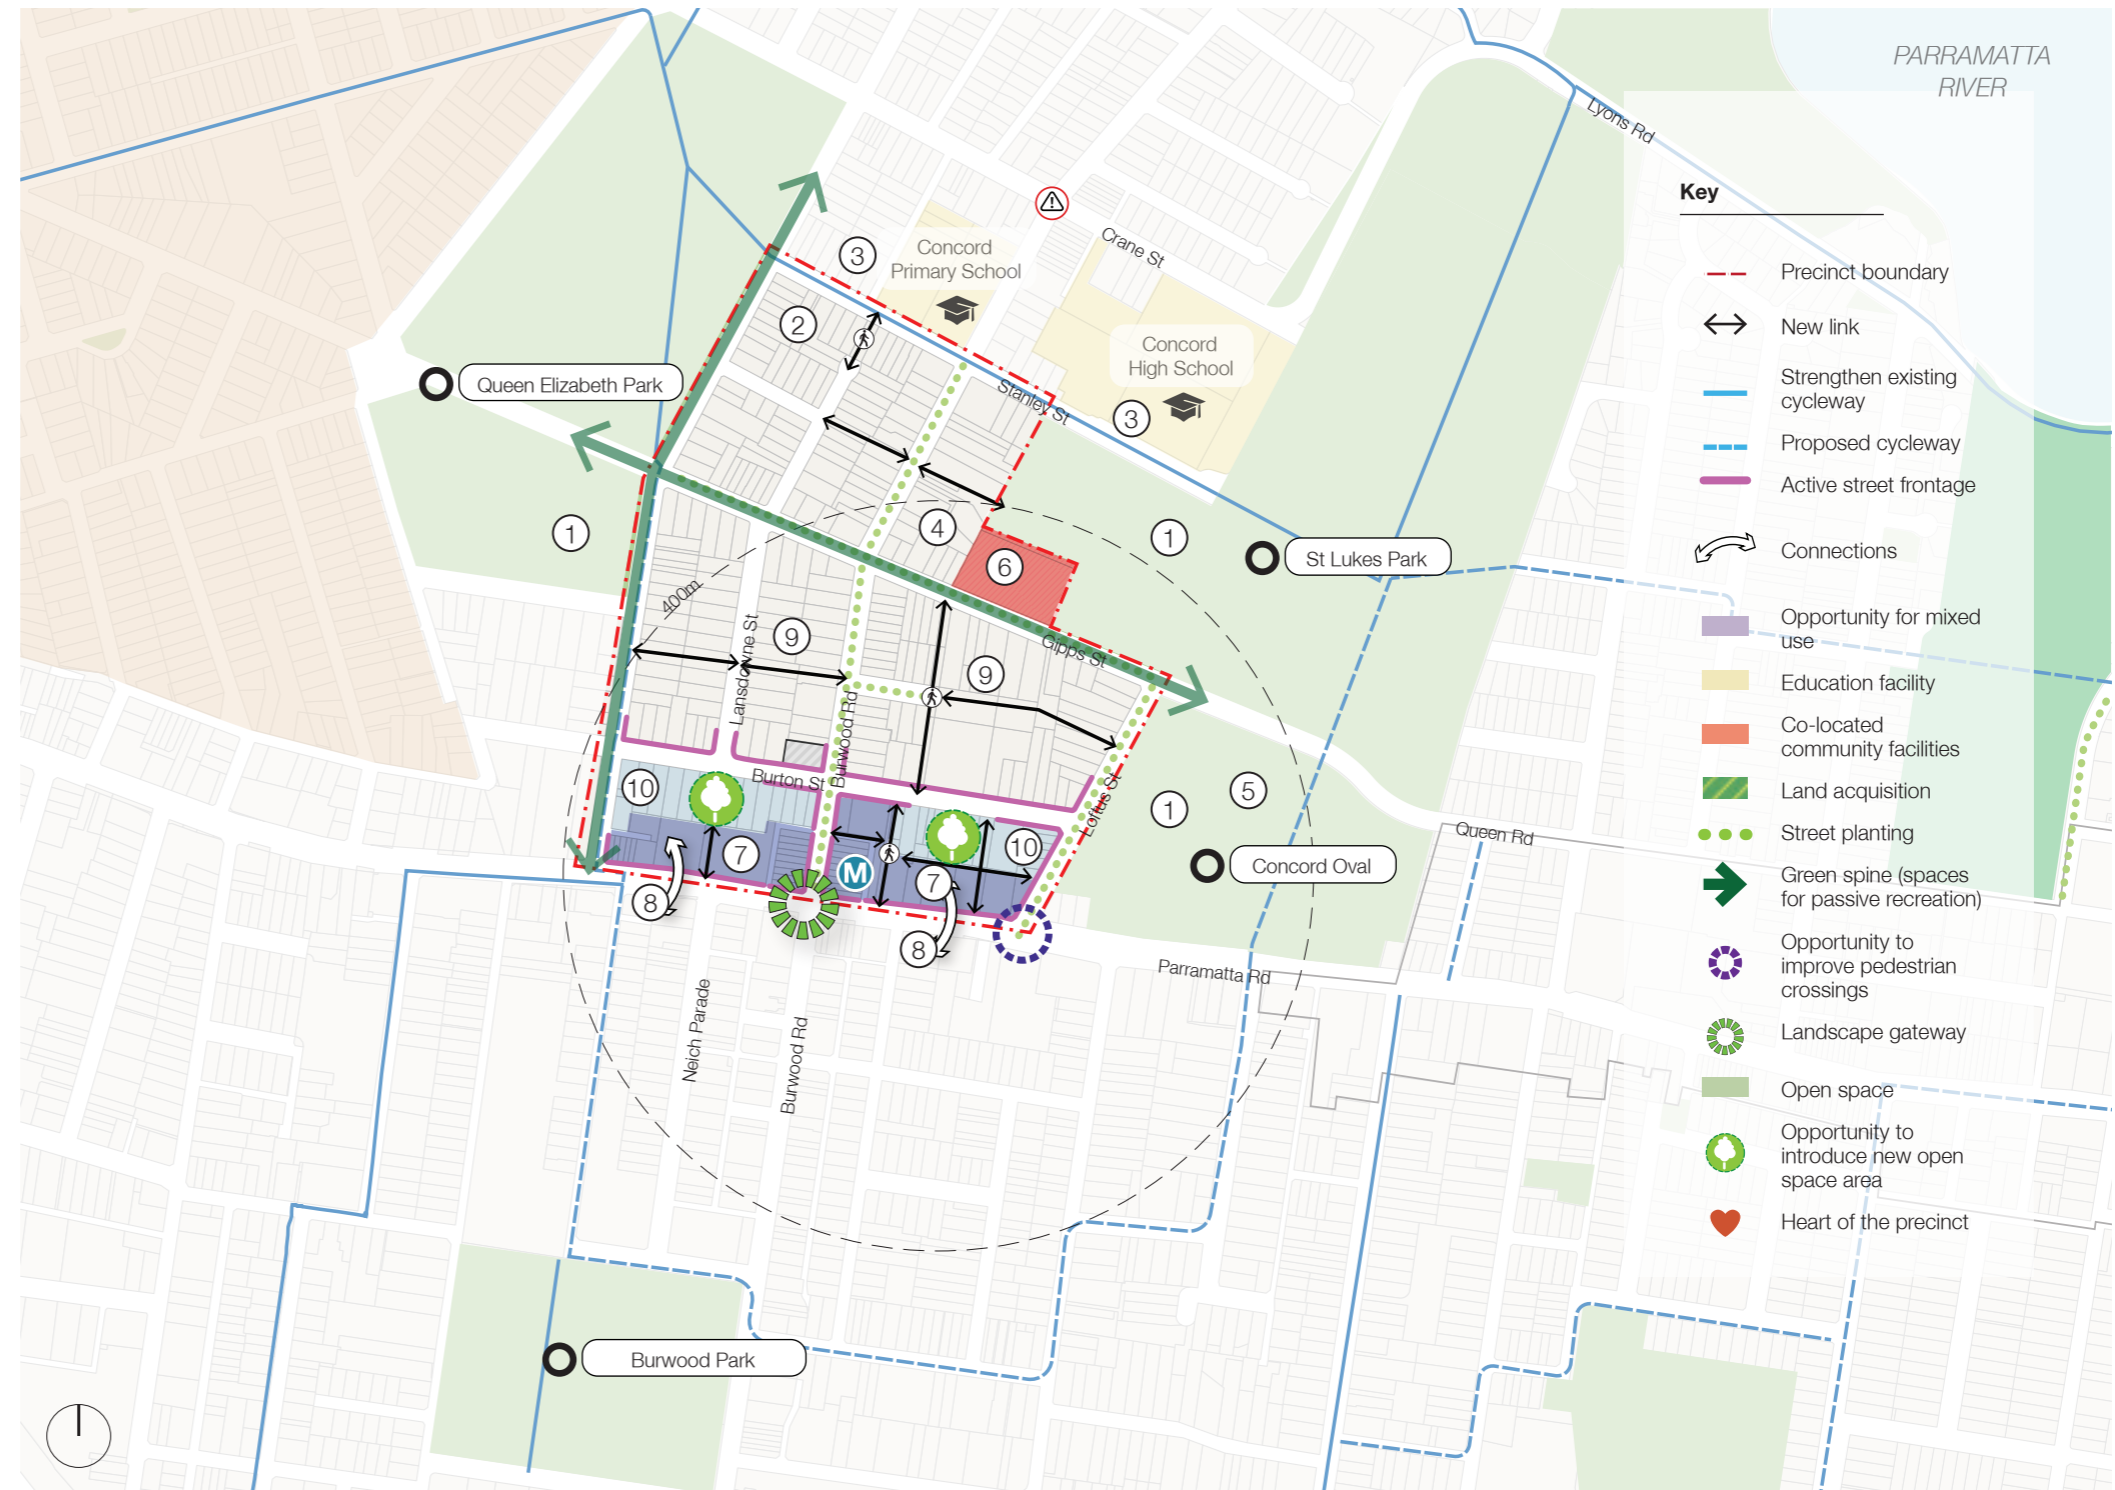 PARRAMATTA
RIVER
Lyons Rd
Key
Precinct boundary
New link
Strengthen existing
cycleway
Proposed cycleway
Active street frontage
Connections
Opportunity for mixed
use
Education facility
Co-located
community facilities
Land acquisition
Street planting
Green spine (spaces
for passive recreation)
Opportunity to
improve pedestrian
crossings
Landscape gateway
Open space
Opportunity to
introduce new open
space area
Heart of the precinct
Crane St
3
Concord
Primary School
2
Concord
High School
3
Stanley St
Queen Elizabeth Park
1
4
1
St Lukes Park
6
400m
Lansdowne St
9
Gipps St
9
Burwood Rd
Burton St
10
Loftus St
1
5
Queen Rd
10
7
M
7
Concord Oval
8
8
Parramatta Rd
Neich Parade
Burwood Rd
Burwood Park